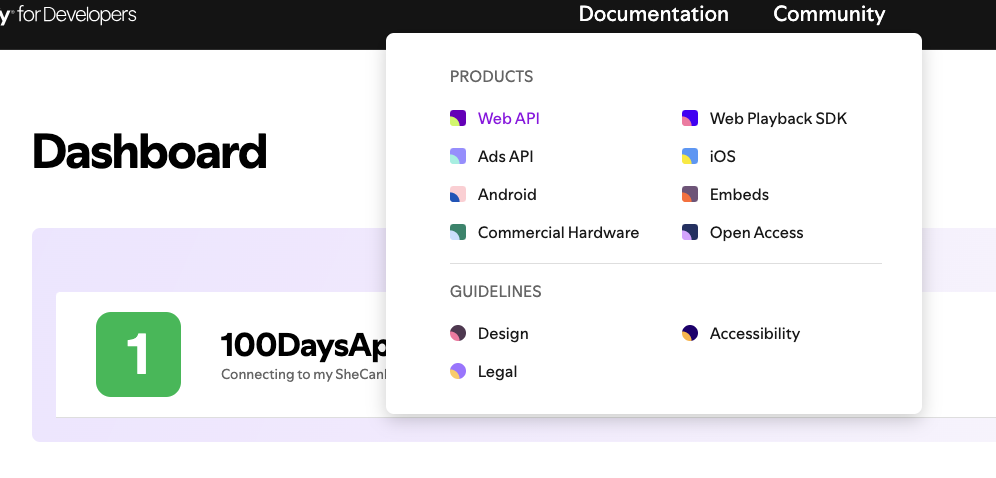 for Developers
Documentation
Community
Dashboard
PRODUCTS
Web API
Web Playback SDK
Ads API
iOS
Android
Embeds
Commercial Hardware
Open Access
GUIDELINES
Design
Accessibility
Legal
1
100DaysAp
Connecting to my SheCan